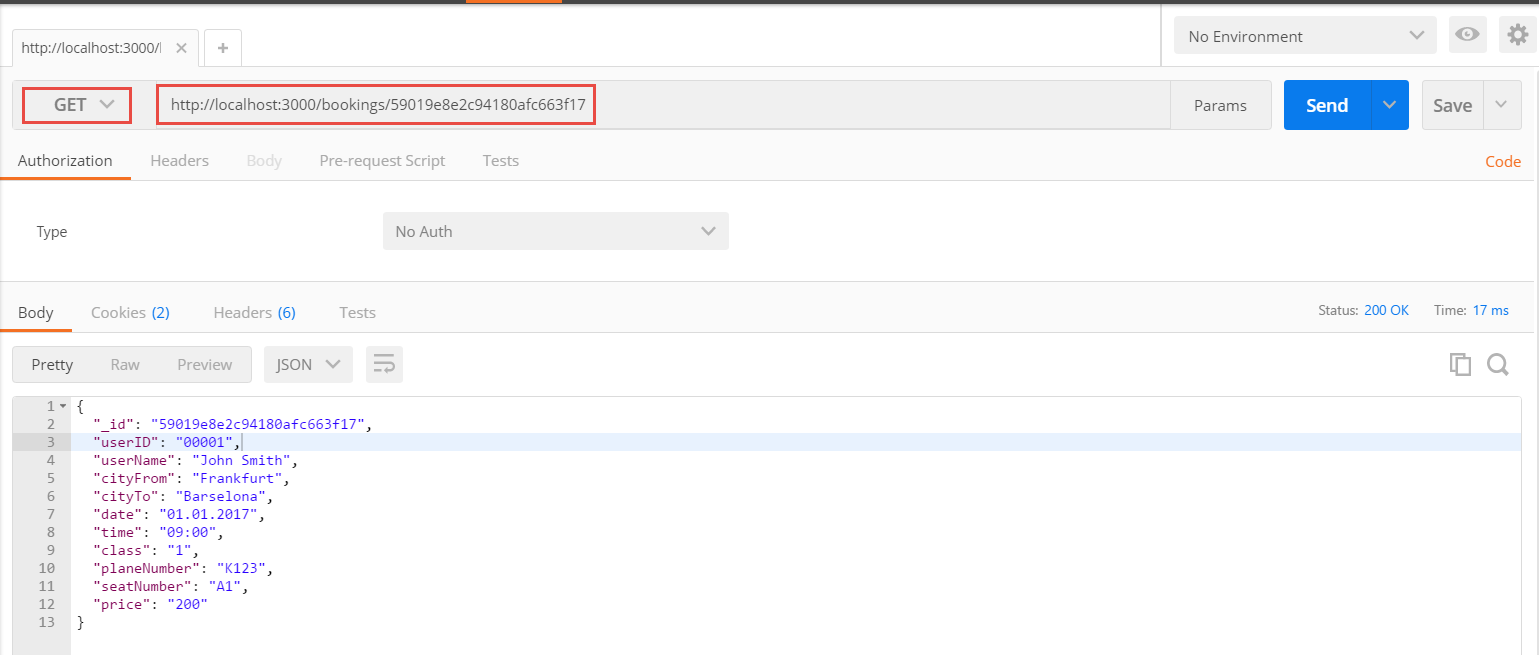 http://localhost:3000/l
No Environment
GET http://localhost:3000/bookings/59019e8e2c94180afc663f17 Params Send Save
Authorization Headers Body Pre-request Script Tests Code
Type No Auth
Body Cookies (2) Headers (6) Tests Status: 200 OK Time: 17 ms
Pretty Raw Preview JSON
1 {
2 "_id": "59019e8e2c94180afc663f17",
3 "userID": "00001",
4 "userName": "John Smith",
5 "cityFrom": "Frankfurt",
6 "cityTo": "Barselona",
7 "date": "01.01.2017",
8 "time": "09:00",
9 "class": "1",
10 "planeNumber": "K123",
11 "seatNumber": "A1",
12 "price": "200"
13 }